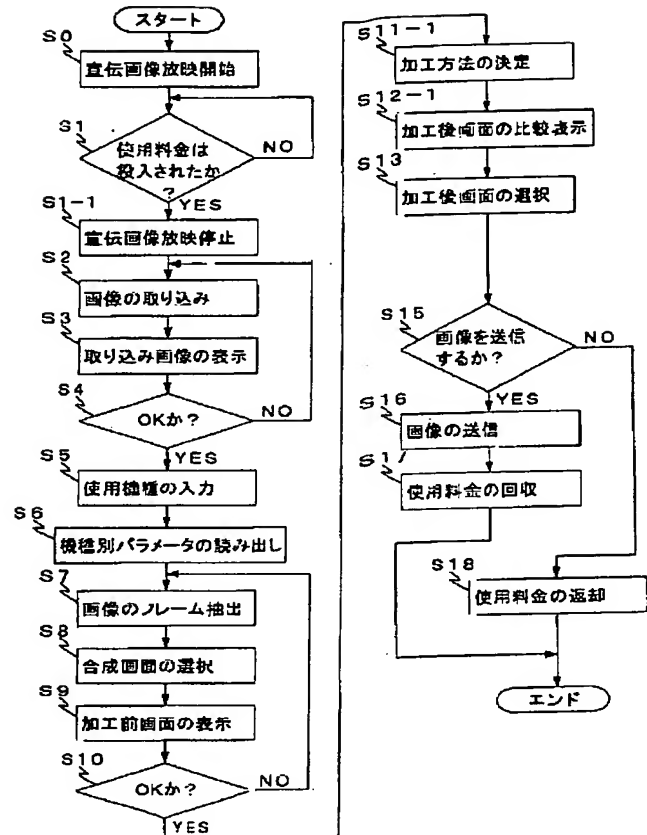 スタート
S0
宣伝画像放映開始
S1
使用料金は
投入されたか
?
NO
YES
S1-1
宣伝画像放映停止
S2
画像の取り込み
S3
取り込み画像の表示
S4
OKか?
NO
YES
S5
使用機種の入力
S6
機種別パラメータの読み出し
S7
画像のフレーム抽出
S8
合成画面の選択
S9
加工前画面の表示
S10
OKか?
NO
YES
S11-1
加工方法の決定
S12-1
加工後画面の比較表示
S13
加工後画面の選択
S15
画像を送信
するか?
NO
YES
S16
画像の送信
S17
使用料金の回収
S18
使用料金の返却
エンド